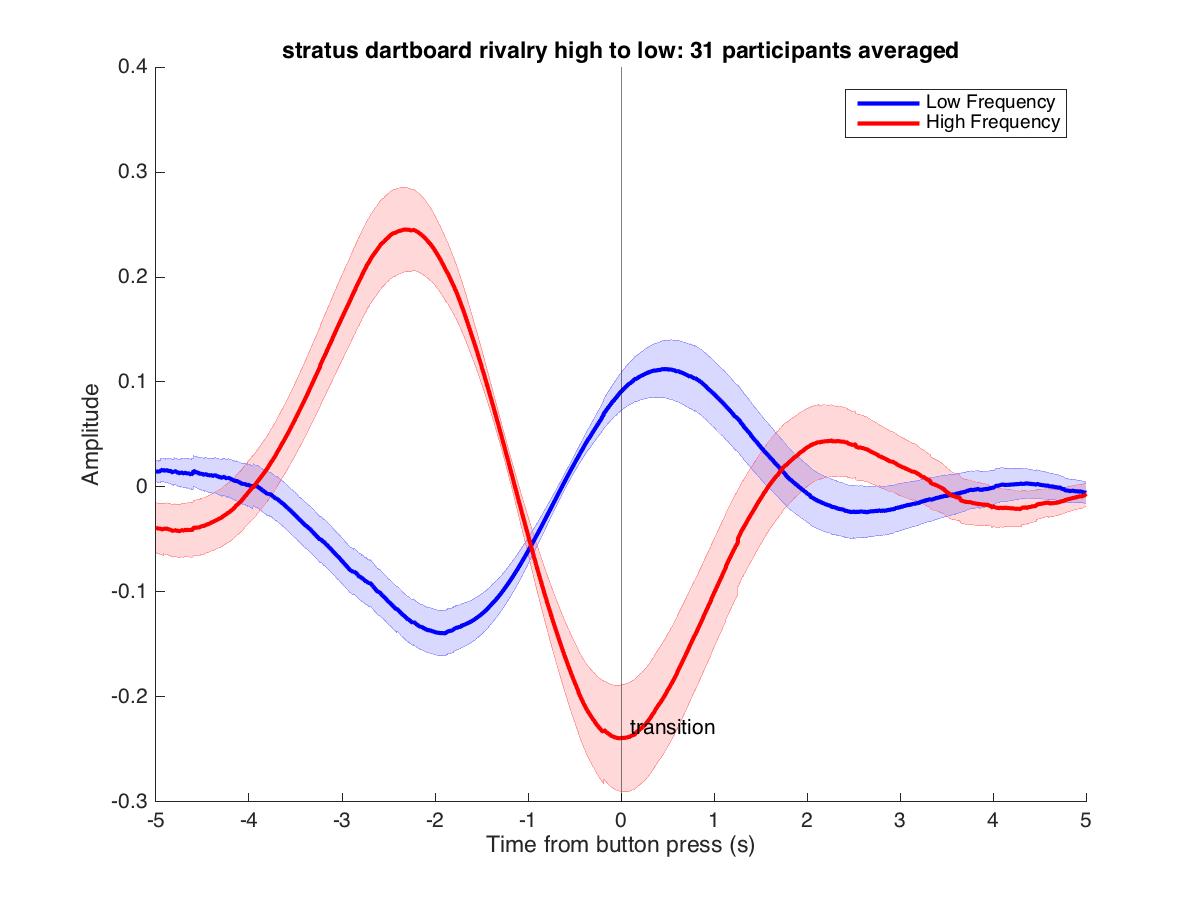 stratus dartboard rivalry high to low: 31 participants averaged
Low Frequency
High Frequency
Amplitude
0.4
0.3
0.2
0.1
0
-0.1
-0.2
-0.3
transition
-5 -4 -3 -2 -1 0 1 2 3 4 5
Time from button press (s)